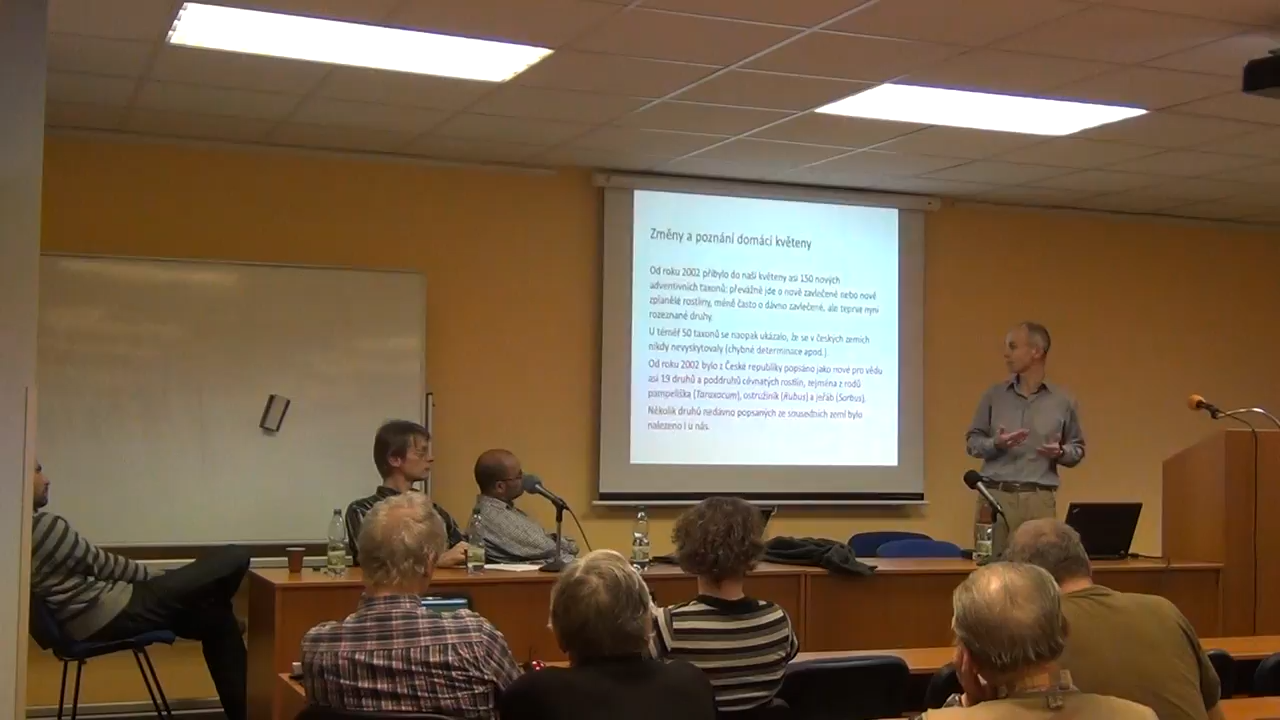 Změny a poznání domácí květeny
Od roku 2002 přibylo do naší květeny asi 150 nových
adventivních taxonů: převážně jde o nově zavlečené nebo nově
zplanělé rostliny, méně často o dávno zavlečené, ale teprve nyní
rozeznané druhy.
U téměř 50 taxonů se naopak ukázalo, že se v českých zemích
nikdy nevyskytovaly (chybné determinace apod.)
Od roku 2002 bylo z České republiky popsáno jako nové pro vědu
asi 19 druhů a poddruhů cévnatých rostlin, zejména z rodů
pampeliška (Taraxacum), ostružiník (Rubus) a jeřáb (Sorbus).
Několik druhů nedávno popsaných ze sousedních zemí bylo
nalezeno i u nás.